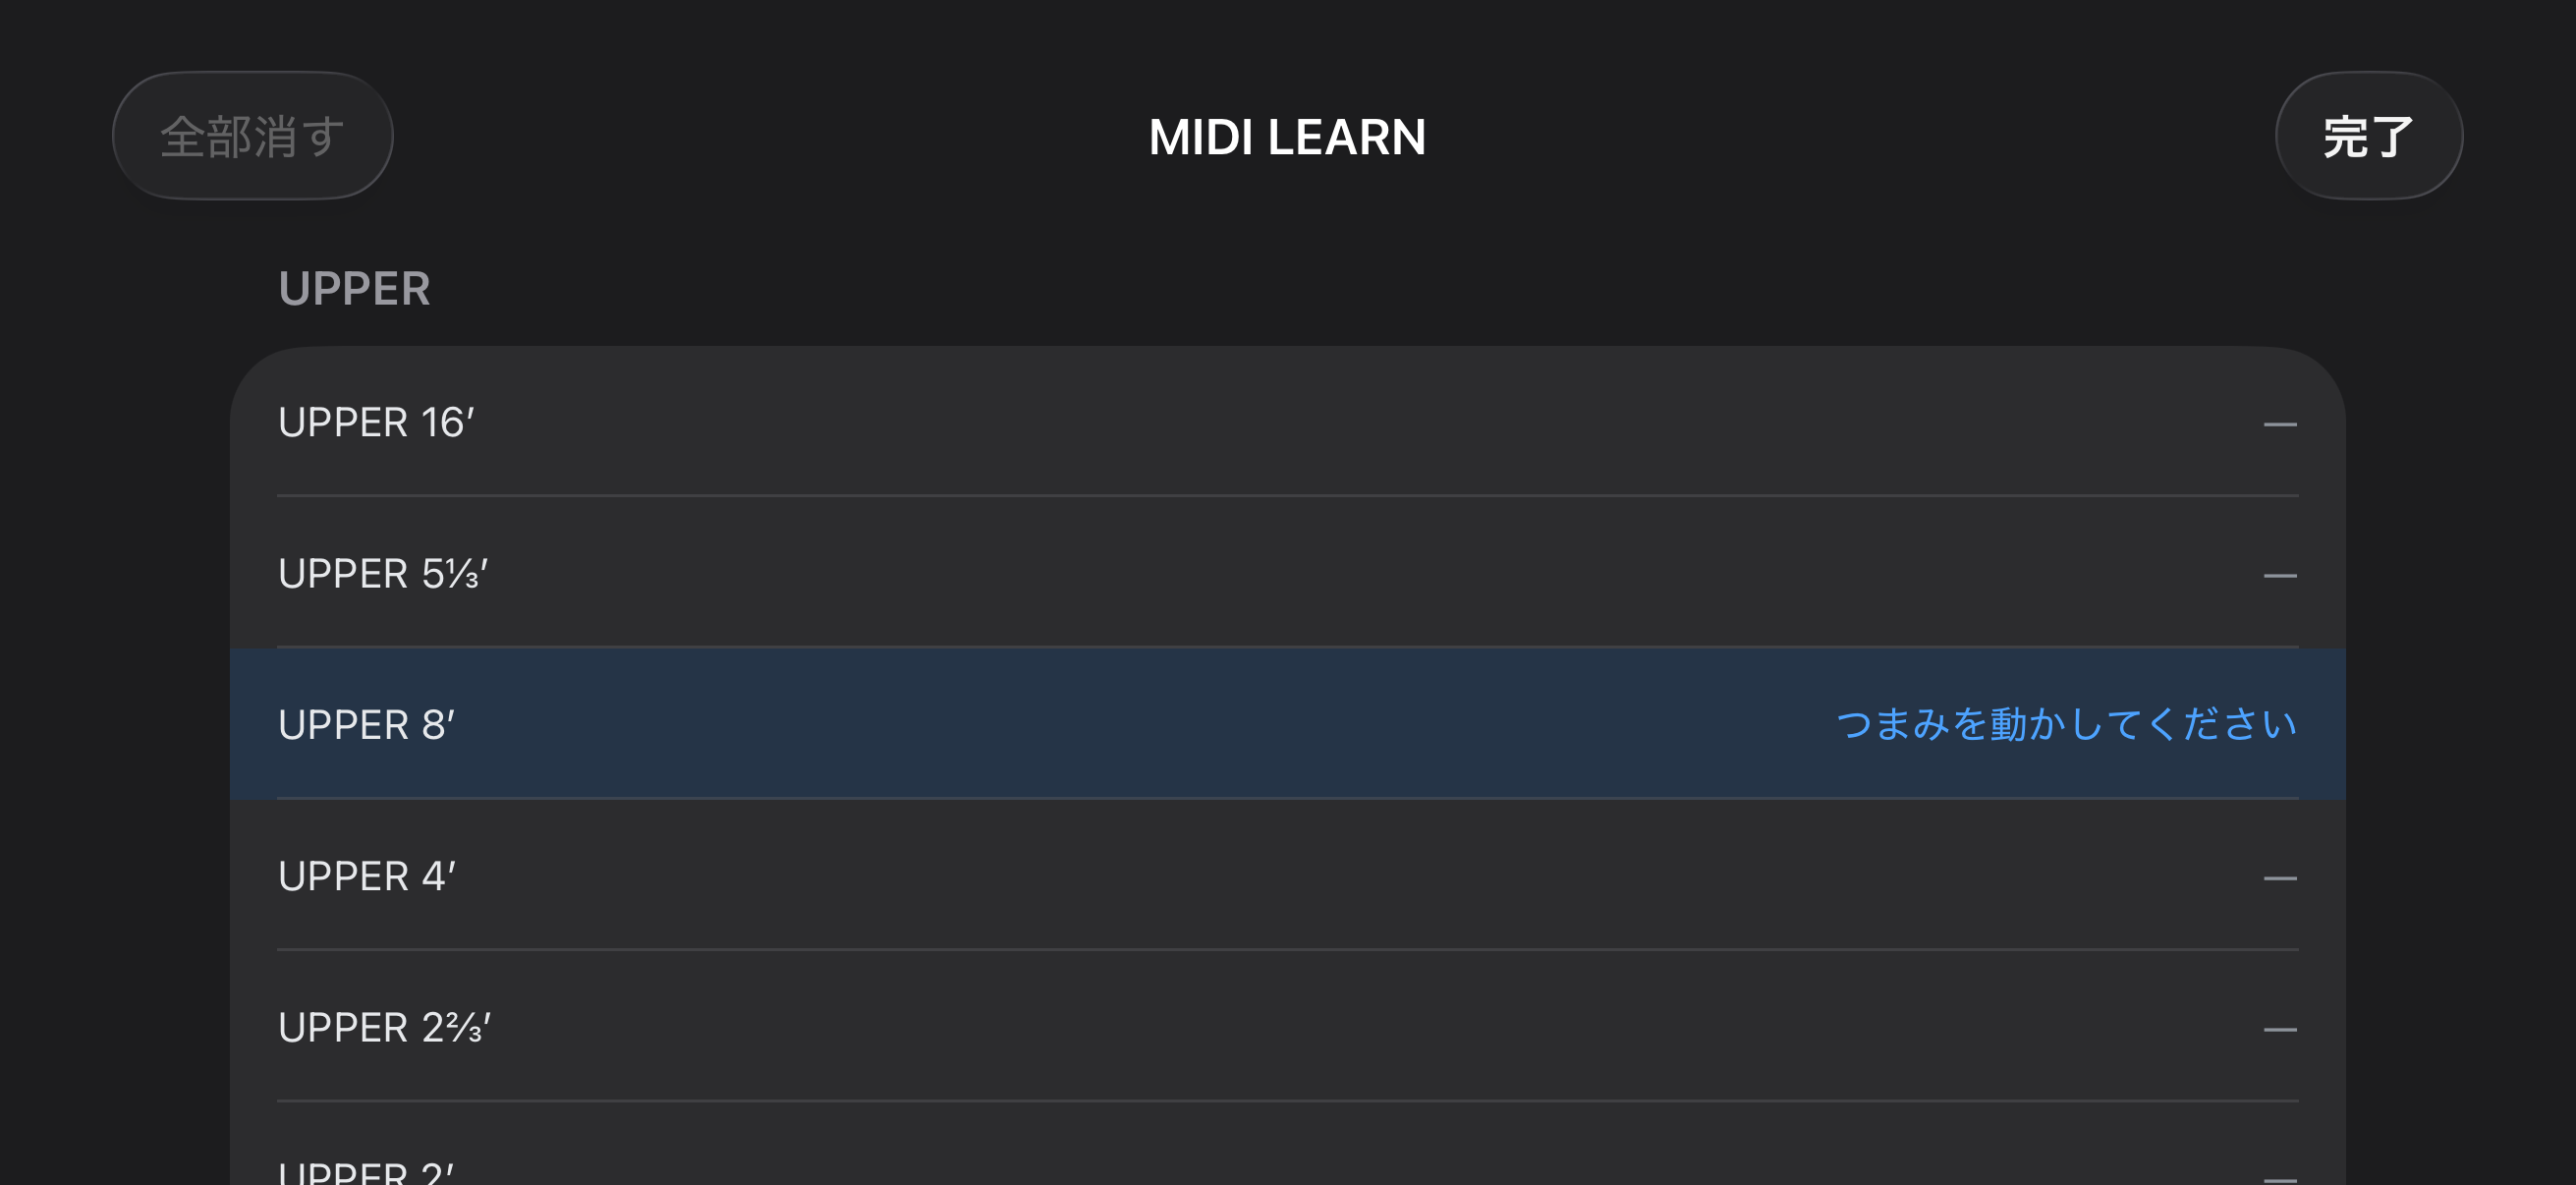 全部消す
MIDI LEARN
完了
UPPER
UPPER 16′ —
UPPER 5⅓′ —
UPPER 8′ つまみを動かしてください
UPPER 4′ —
UPPER 2⅔′ —
UPPER 2′ —